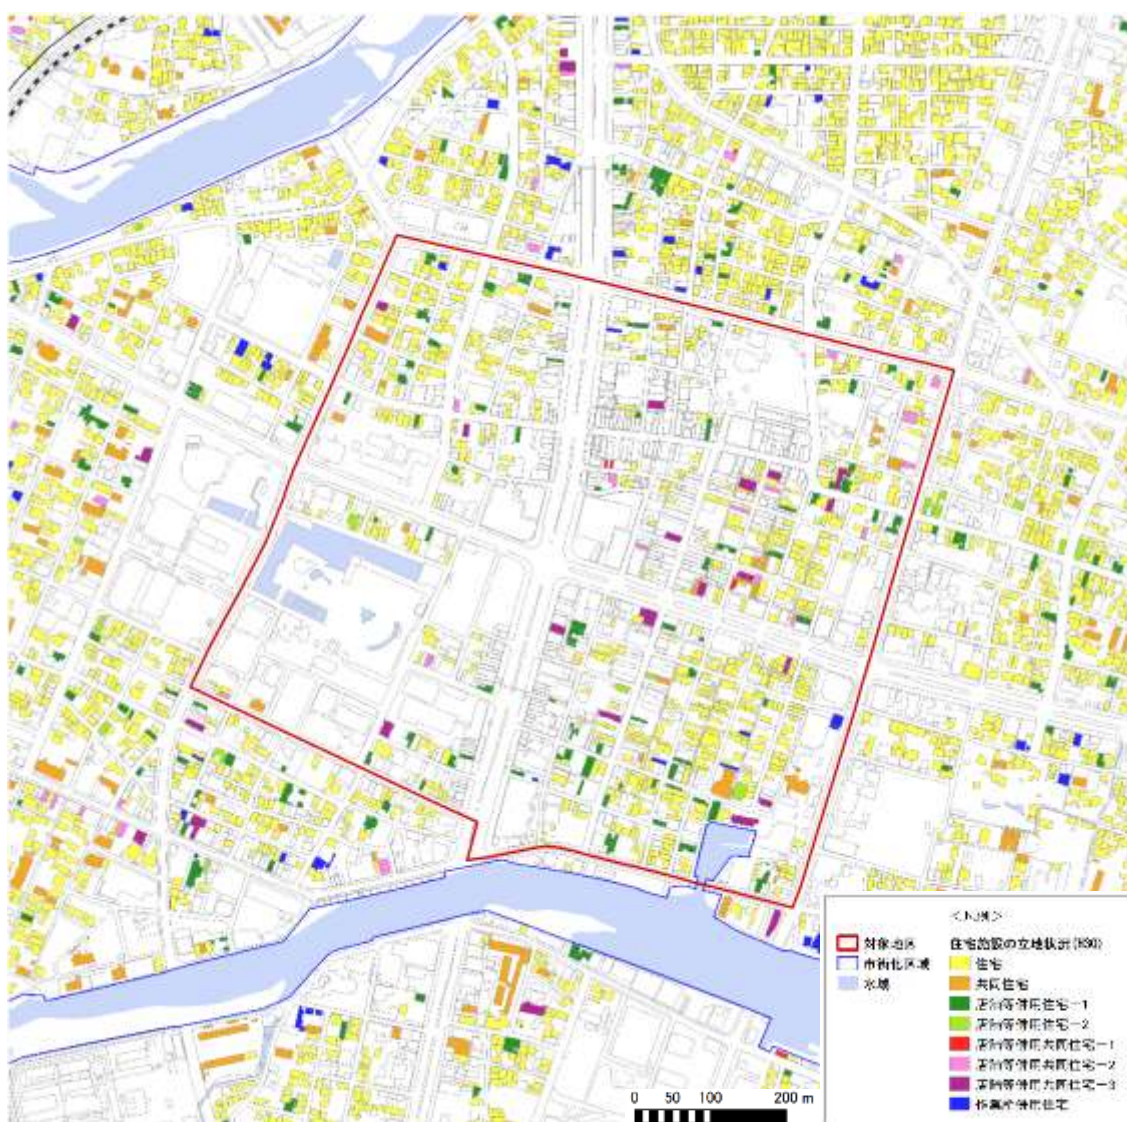 0 50 100 200 m
<凡例>
対象地区
市街化区域
水域
住宅施設の立地状況(H30)
住宅
共同住宅
店舗等併用住宅-1
店舗等併用住宅-2
店舗等併用共同住宅-1
店舗等併用共同住宅-2
店舗等併用共同住宅-3
作業所併用住宅